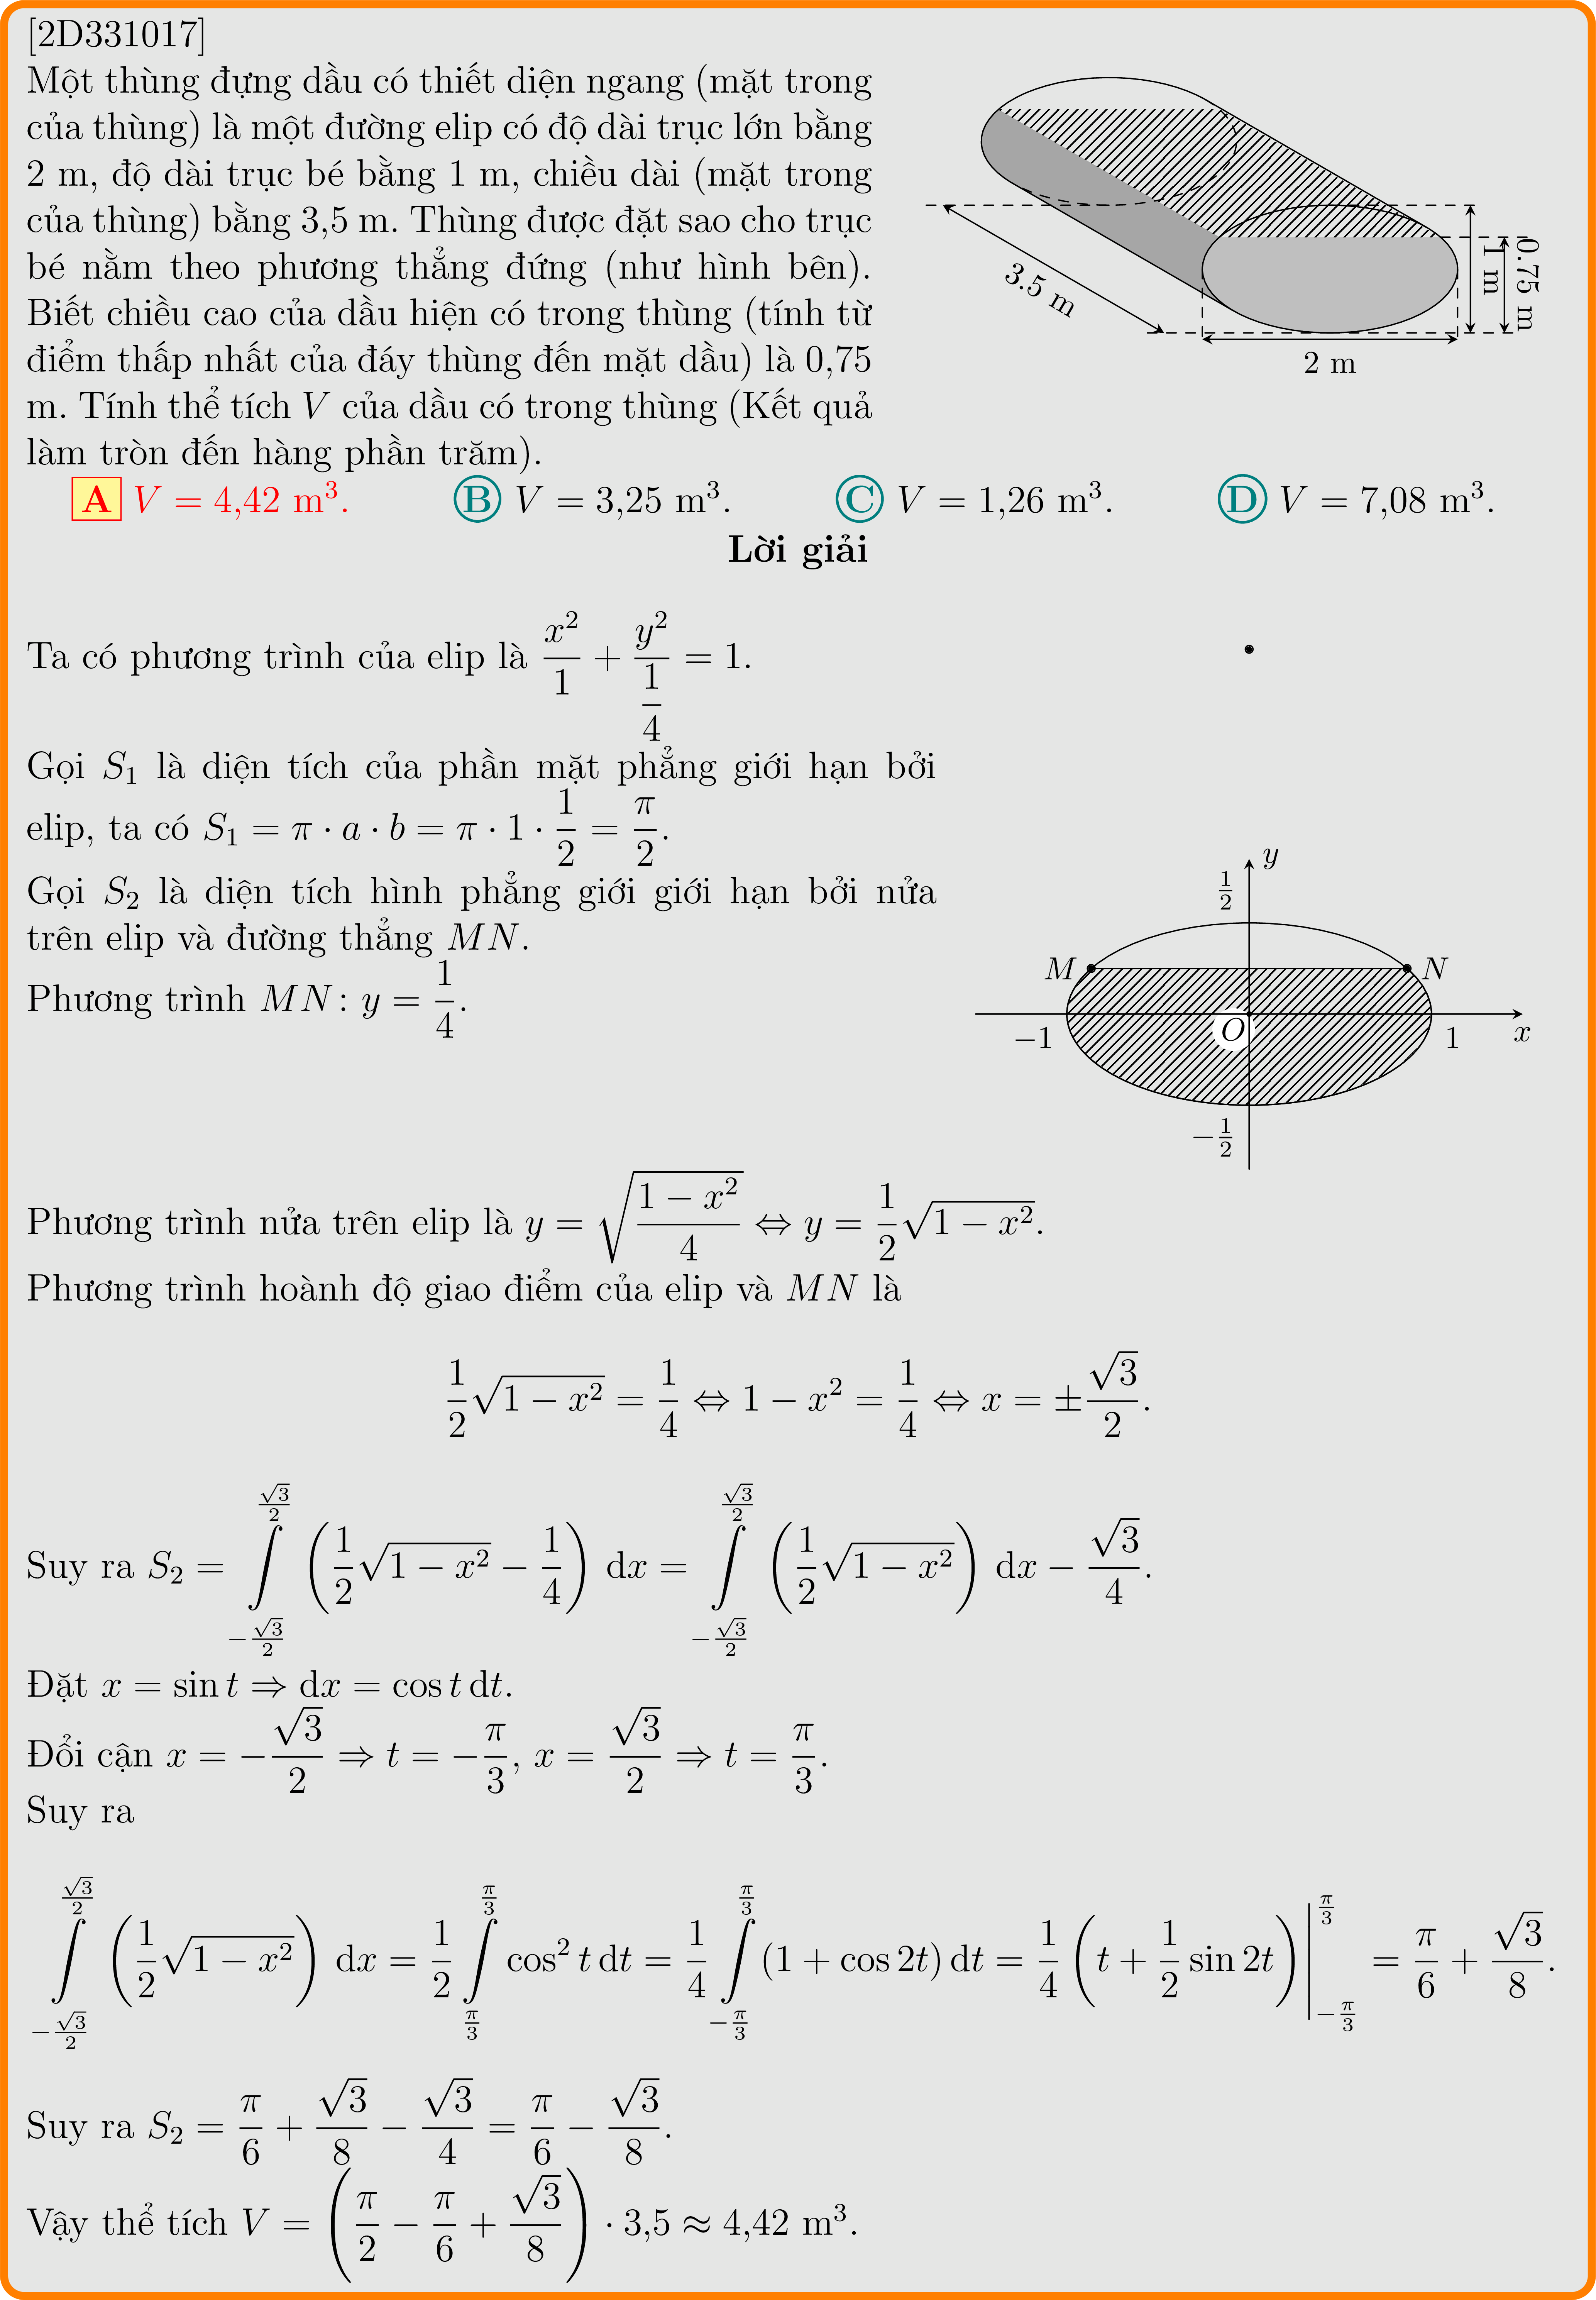 [2D331017]
Một thùng đựng dầu có thiết diện ngang (mặt trong
của thùng) là một đường elip có độ dài trục lớn bằng
2 m, độ dài trục bé bằng 1 m, chiều dài (mặt trong
của thùng) bằng 3,5 m. Thùng được đặt sao cho trục
bé nằm theo phương thẳng đứng (như hình bên).
Biết chiều cao của dầu hiện có trong thùng (tính từ
điểm thấp nhất của đáy thùng đến mặt dầu) là 0,75
m. Tính thể tích V của dầu có trong thùng (Kết quả
làm tròn đến hàng phần trăm).
3.5 m
2 m
1 m
0.75 m
A V = 4,42 m³. B V = 3,25 m³. C V = 1,26 m³. D V = 7,08 m³.
Lời giải
Ta có phương trình của elip là $\frac{x^2}{1} + \frac{y^2}{\frac{1}{4}} = 1$.
Gọi $S_1$ là diện tích của phần mặt phẳng giới hạn bởi
elip, ta có $S_1 = \pi \cdot a \cdot b = \pi \cdot 1 \cdot \frac{1}{2} = \frac{\pi}{2}$.
Gọi $S_2$ là diện tích hình phẳng giới giới hạn bởi nửa
trên elip và đường thẳng $MN$.
Phương trình $MN$: $y = \frac{1}{4}$.
y
$\frac{1}{2}$
M N
−1 O 1 x
$-\frac{1}{2}$
Phương trình nửa trên elip là $y = \sqrt{\frac{1 - x^2}{4}} \Leftrightarrow y = \frac{1}{2}\sqrt{1 - x^2}$.
Phương trình hoành độ giao điểm của elip và $MN$ là
$\frac{1}{2}\sqrt{1 - x^2} = \frac{1}{4} \Leftrightarrow 1 - x^2 = \frac{1}{4} \Leftrightarrow x = \pm\frac{\sqrt{3}}{2}$.
Suy ra $S_2 = \int\limits_{-\frac{\sqrt{3}}{2}}^{\frac{\sqrt{3}}{2}} \left(\frac{1}{2}\sqrt{1 - x^2} - \frac{1}{4}\right) dx = \int\limits_{-\frac{\sqrt{3}}{2}}^{\frac{\sqrt{3}}{2}} \left(\frac{1}{2}\sqrt{1 - x^2}\right) dx - \frac{\sqrt{3}}{4}$.
Đặt $x = \sin t \Rightarrow dx = \cos t \, dt$.
Đổi cận $x = -\frac{\sqrt{3}}{2} \Rightarrow t = -\frac{\pi}{3}$, $x = \frac{\sqrt{3}}{2} \Rightarrow t = \frac{\pi}{3}$.
Suy ra
$\int\limits_{-\frac{\sqrt{3}}{2}}^{\frac{\sqrt{3}}{2}} \left(\frac{1}{2}\sqrt{1 - x^2}\right) dx = \frac{1}{2}\int\limits_{\frac{\pi}{3}}^{\frac{\pi}{3}} \cos^2 t \, dt = \frac{1}{4}\int\limits_{-\frac{\pi}{3}}^{\frac{\pi}{3}} (1 + \cos 2t) \, dt = \frac{1}{4}\left(t + \frac{1}{2}\sin 2t\right)\Big|_{-\frac{\pi}{3}}^{\frac{\pi}{3}} = \frac{\pi}{6} + \frac{\sqrt{3}}{8}$.
Suy ra $S_2 = \frac{\pi}{6} + \frac{\sqrt{3}}{8} - \frac{\sqrt{3}}{4} = \frac{\pi}{6} - \frac{\sqrt{3}}{8}$.
Vậy thể tích $V = \left(\frac{\pi}{2} - \frac{\pi}{6} + \frac{\sqrt{3}}{8}\right) \cdot 3,5 \approx 4,42$ m³.